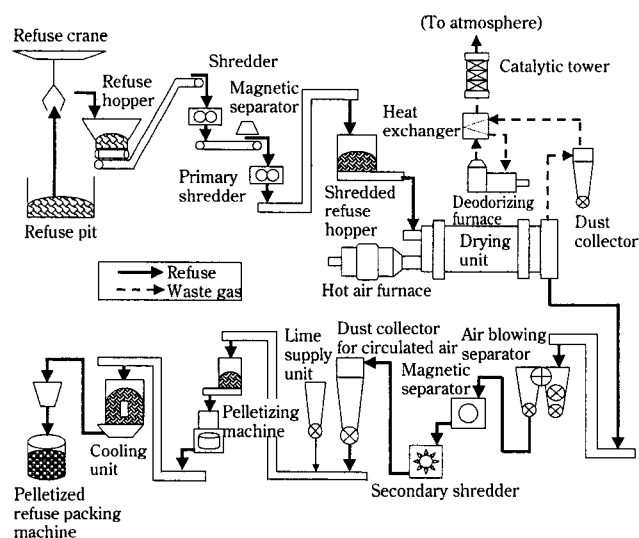 Refuse crane
Refuse
hopper
Shredder
Magnetic
separator
Primary
shredder
Refuse pit
Shredded
refuse
hopper
(To atmosphere)
Catalytic tower
Heat
exchanger
Deodorizing
furnace
Dust
collector
Drying
unit
Hot air furnace
Refuse
Waste gas
Lime
supply
unit
Dust collector
for circulated air
Air blowing
separator
Magnetic
separator
Pelletizing
machine
Cooling
unit
Secondary shredder
Pelletized
refuse packing
machine